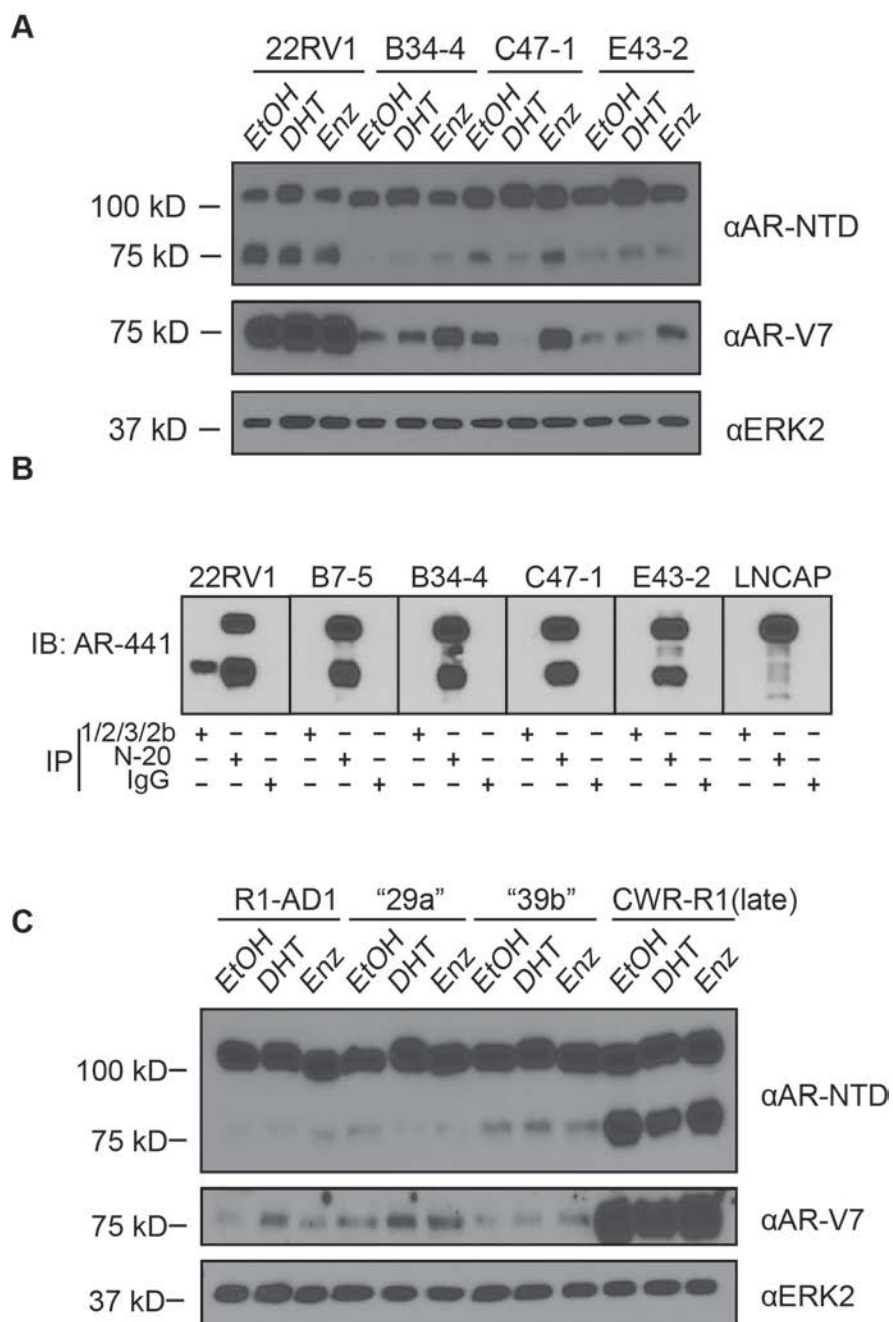 A
22RV1 B34-4 C47-1 E43-2
EtOH DHT Enz EtOH DHT Enz EtOH DHT Enz EtOH DHT Enz
100 kD –
75 kD –
αAR-NTD
75 kD –
αAR-V7
37 kD –
αERK2
B
22RV1 B7-5 B34-4 C47-1 E43-2 LNCAP
IB: AR-441
IP
1/2/3/2b + – – + – – + – – + – – + – – + – –
N-20 – + – – + – – + – – + – – + – – + –
IgG – – + – – + – – + – – + – – + – – +
C
R1-AD1 “29a” “39b” CWR-R1(late)
EtOH DHT Enz EtOH DHT Enz EtOH DHT Enz EtOH DHT Enz
100 kD–
75 kD–
αAR-NTD
75 kD–
αAR-V7
37 kD–
αERK2